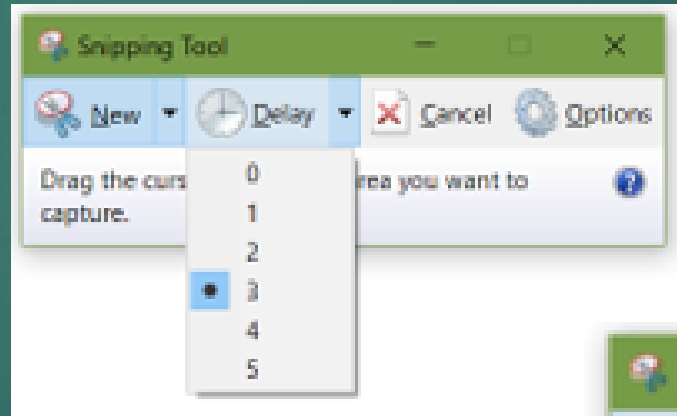 Snipping Tool
New Delay Cancel Options
Drag the curs rea you want to
capture.
0
1
2
3
4
5